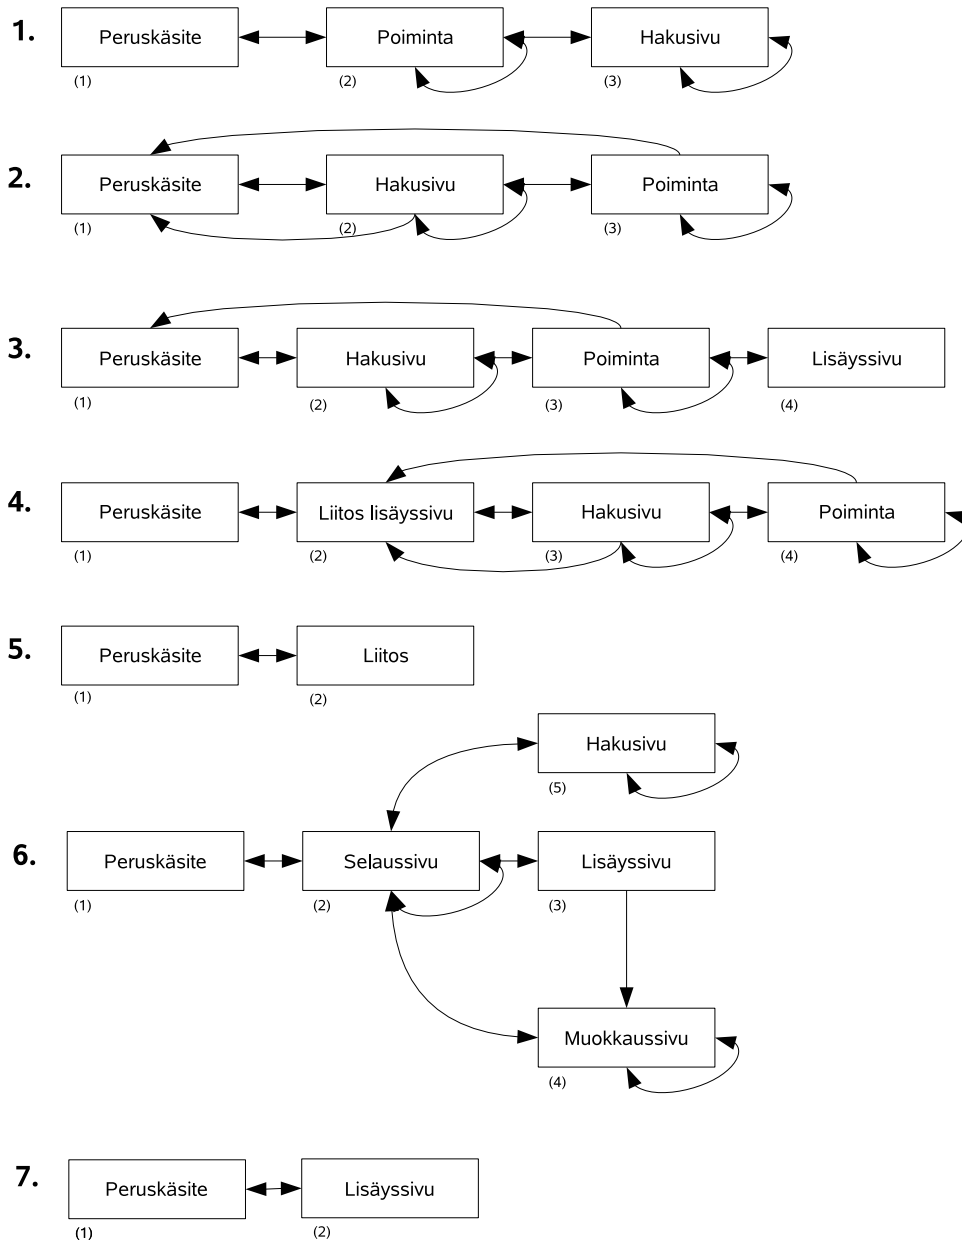 1. Peruskäsite Poiminta Hakusivu
(1) (2) (3)
2. Peruskäsite Hakusivu Poiminta
(1) (2) (3)
3. Peruskäsite Hakusivu Poiminta Lisäyssivu
(1) (2) (3) (4)
4. Peruskäsite Liitos lisäyssivu Hakusivu Poiminta
(1) (2) (3) (4)
5. Peruskäsite Liitos
(1) (2)
Hakusivu
(5)
6. Peruskäsite Selaussivu Lisäyssivu
(1) (2) (3)
Muokkaussivu
(4)
7. Peruskäsite Lisäyssivu
(1) (2)